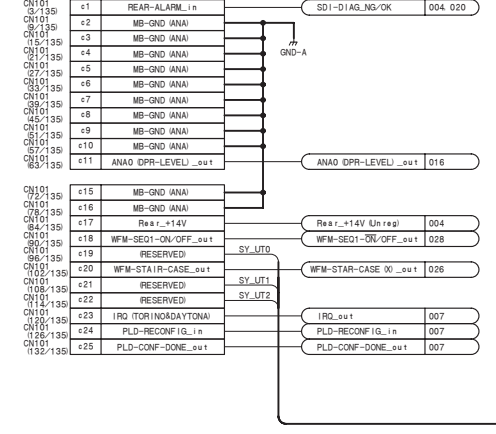 CN101 (3/135) c1 REAR-ALARM_in SDI-DIAG_NG/OK 004 020
CN101 (9/135) c2 MB-GND (ANA)
CN101 (15/135) c3 MB-GND (ANA)
CN101 (21/135) c4 MB-GND (ANA) GND-A
CN101 (27/135) c5 MB-GND (ANA)
CN101 (33/135) c6 MB-GND (ANA)
CN101 (39/135) c7 MB-GND (ANA)
CN101 (45/135) c8 MB-GND (ANA)
CN101 (51/135) c9 MB-GND (ANA)
CN101 (57/135) c10 MB-GND (ANA)
CN101 (63/135) c11 ANA0 (DPR-LEVEL) _out ANA0 (DPR-LEVEL) _out 016
CN101 (72/135) c15 MB-GND (ANA)
CN101 (78/135) c16 MB-GND (ANA)
CN101 (84/135) c17 Rear_+14V Rear_+14V (Unreg) 004
CN101 (90/135) c18 WFM-SEQ1-ON/OFF_out WFM-SEQ1-ON/OFF_out 028
CN101 (96/135) c19 (RESERVED) SY_UT0
CN101 (102/135) c20 WFM-STAIR-CASE_out WFM-STAR-CASE (X) _out 026
CN101 (108/135) c21 (RESERVED) SY_UT1
CN101 (114/135) c22 (RESERVED) SY_UT2
CN101 (120/135) c23 IRQ (TORINO&DAYTONA) IRQ_out 007
CN101 (126/135) c24 PLD-RECONFIG_in PLD-RECONFIG_in 007
CN101 (132/135) c25 PLD-CONF-DONE_out PLD-CONF-DONE_out 007